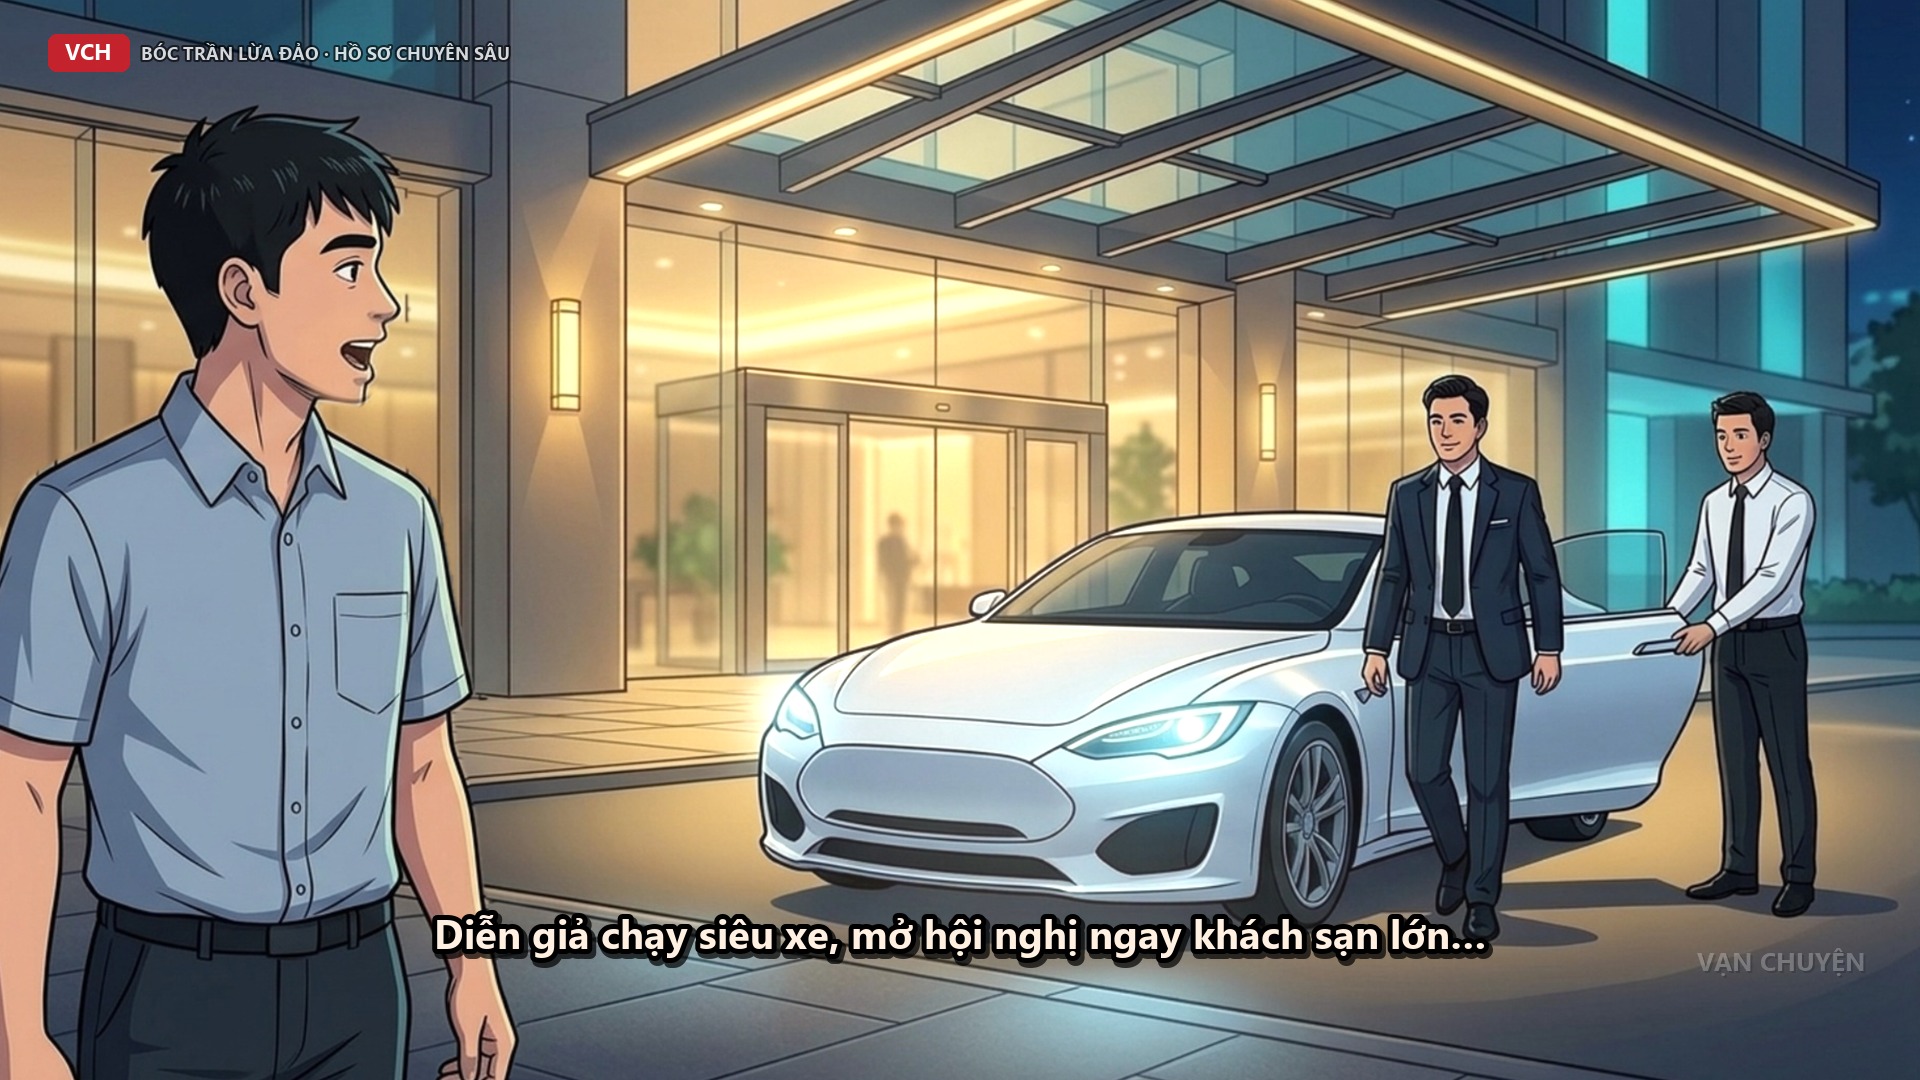 VCH BÓC TRẦN LỪA ĐẢO · HỒ SƠ CHUYÊN SÂU
Diễn giả chạy siêu xe, mở hội nghị ngay khách sạn lớn...
VẠN CHUYỆN